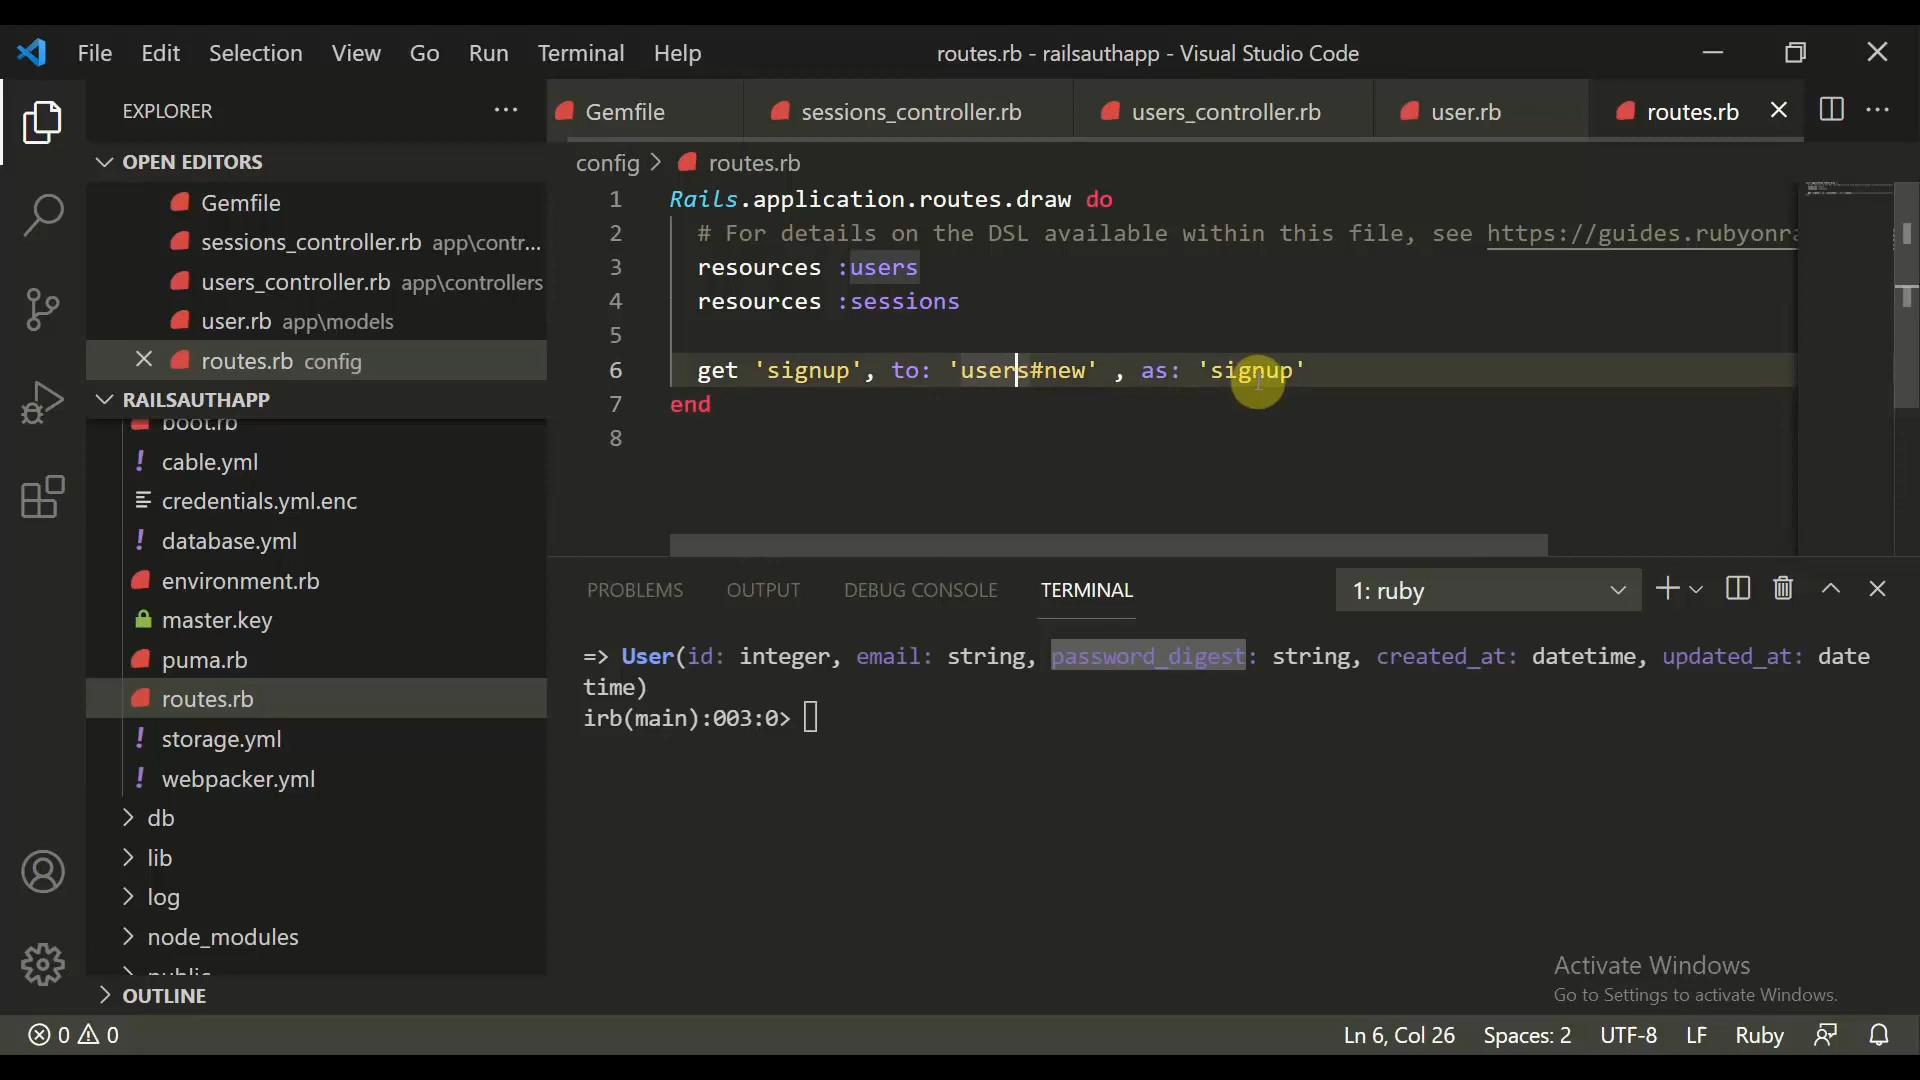 File Edit Selection View Go Run Terminal Help routes.rb - railsauthapp - Visual Studio Code
EXPLORER
Gemfile sessions_controller.rb users_controller.rb user.rb routes.rb
OPEN EDITORS
Gemfile
sessions_controller.rb app\contr...
users_controller.rb app\controllers
user.rb app\models
routes.rb config
RAILSAUTHAPP
boot.rb
cable.yml
credentials.yml.enc
database.yml
environment.rb
master.key
puma.rb
routes.rb
storage.yml
webpacker.yml
db
lib
log
node_modules
public
OUTLINE
config > routes.rb
1 Rails.application.routes.draw do
2 # For details on the DSL available within this file, see https://guides.rubyonra
3 resources :users
4 resources :sessions
5
6 get 'signup', to: 'users#new' , as: 'signup'
7 end
8
PROBLEMS OUTPUT DEBUG CONSOLE TERMINAL 1: ruby
=> User(id: integer, email: string, password_digest: string, created_at: datetime, updated_at: date
time)
irb(main):003:0>
Activate Windows
Go to Settings to activate Windows.
0 0 Ln 6, Col 26 Spaces: 2 UTF-8 LF Ruby